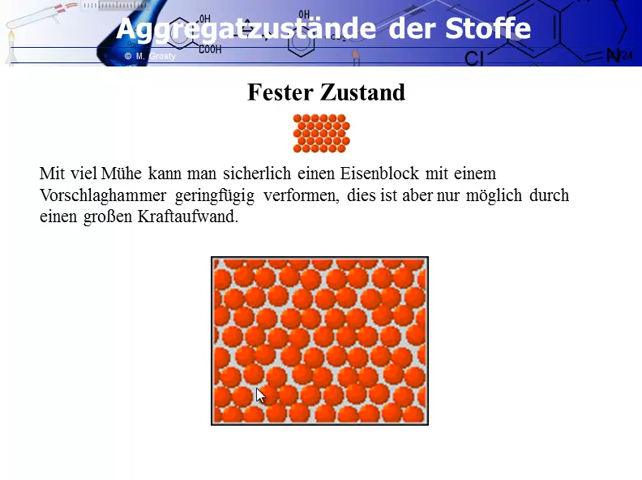 Aggregatzustände der Stoffe
OH
COOH
OH
Cl
N
© M. Grosty
Fester Zustand
Mit viel Mühe kann man sicherlich einen Eisenblock mit einem
Vorschlaghammer geringfügig verformen, dies ist aber nur möglich durch
einen großen Kraftaufwand.